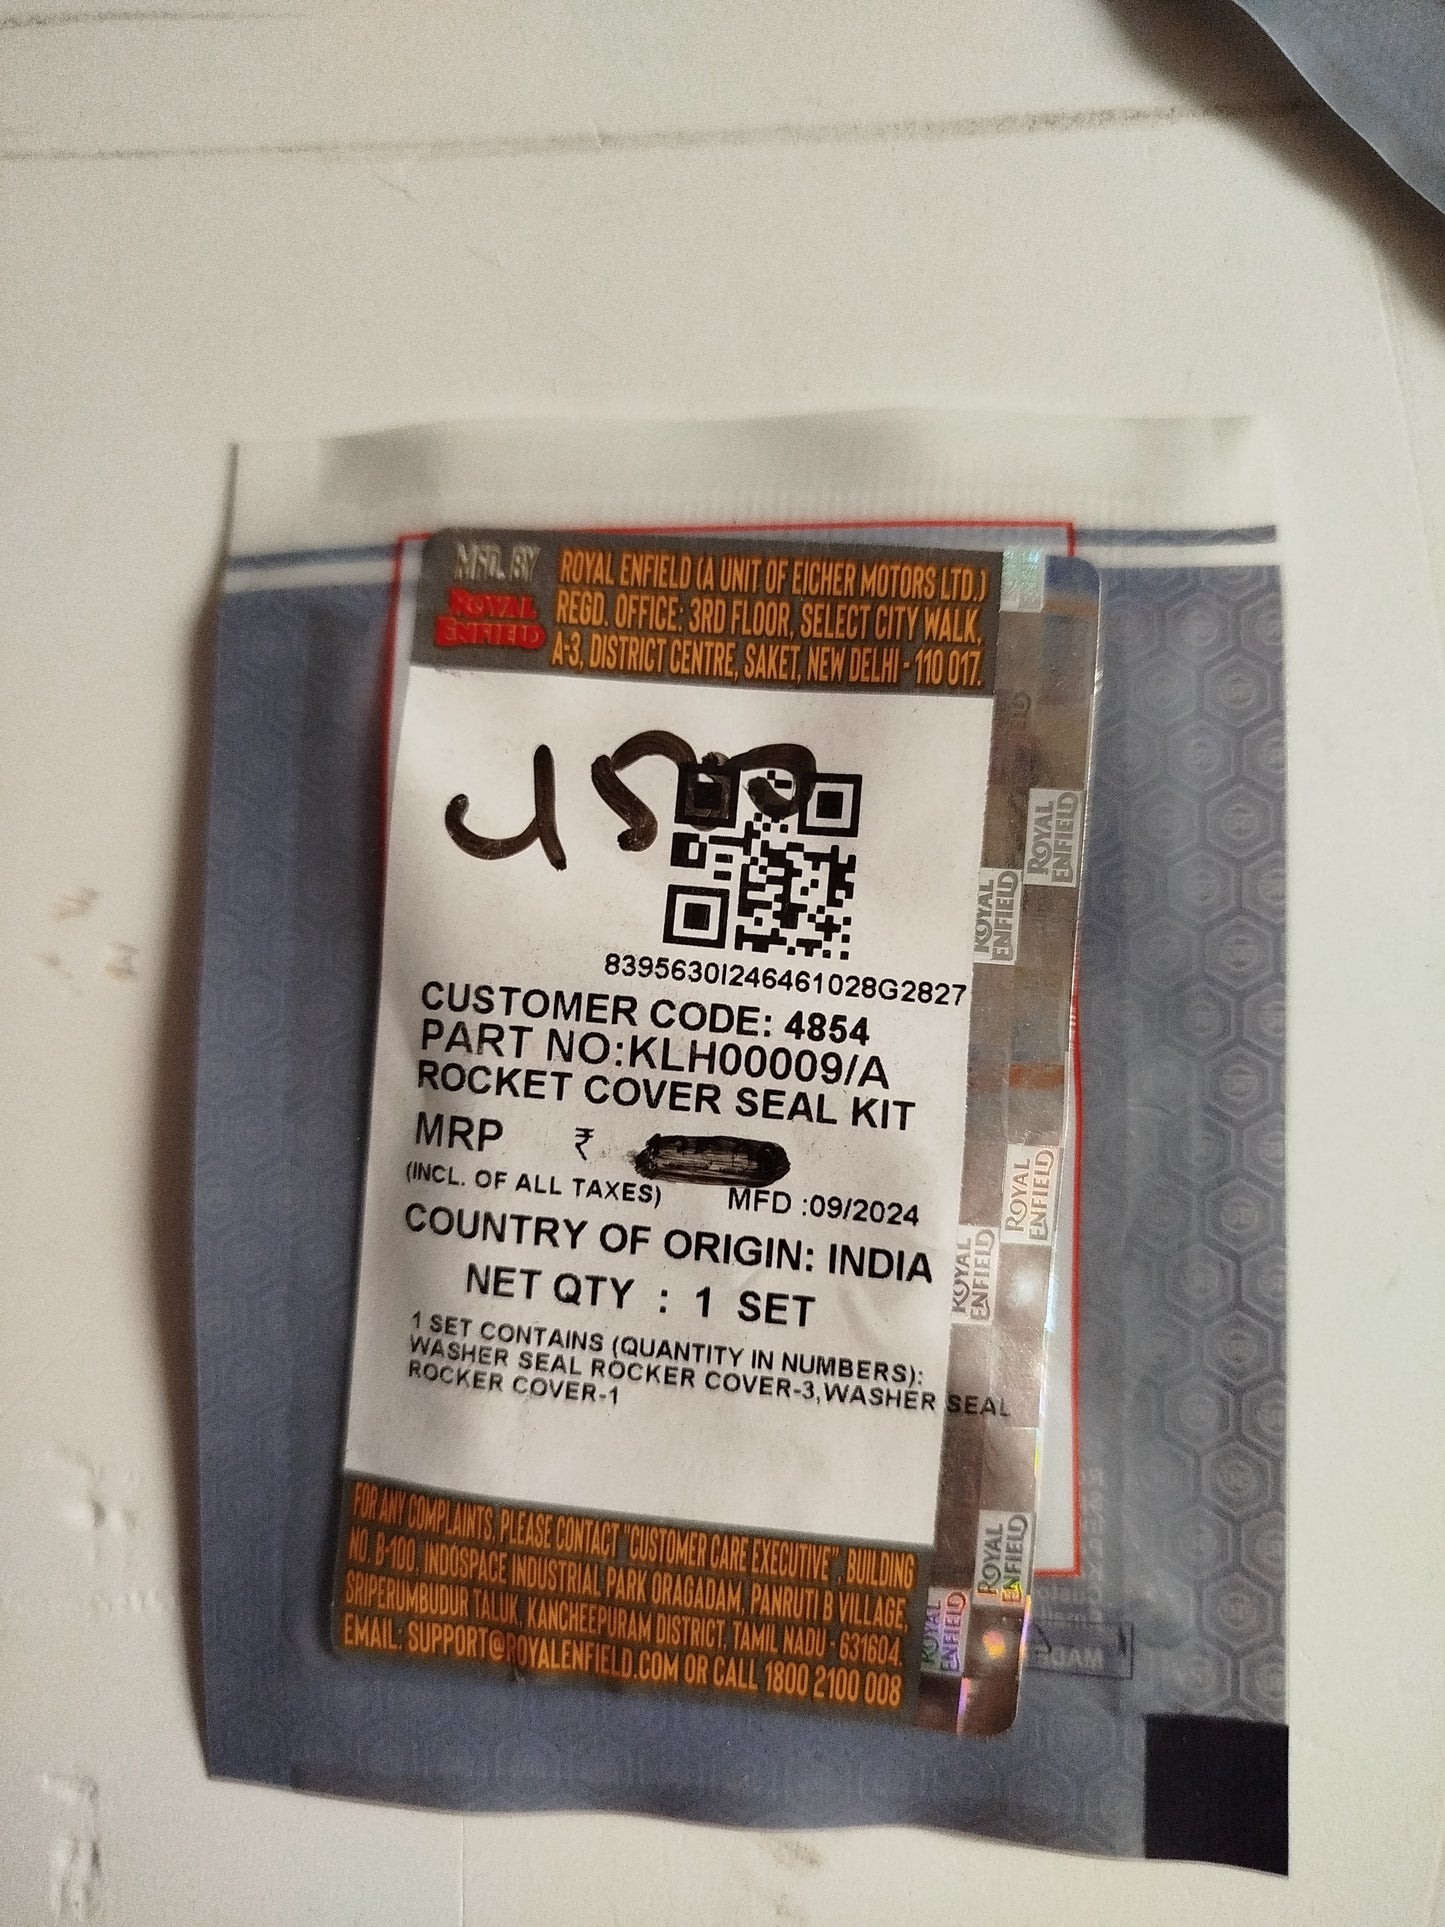 MFD. BY
ROYAL
ENFIELD
ROYAL ENFIELD (A UNIT OF EICHER MOTORS LTD.)
REGD. OFFICE: 3RD FLOOR, SELECT CITY WALK,
A-3, DISTRICT CENTRE, SAKET, NEW DELHI - 110 017.
8395630I246461028G2827
CUSTOMER CODE: 4854
PART NO:KLH00009/A
ROCKET COVER SEAL KIT
MRP ₹
(INCL. OF ALL TAXES) MFD :09/2024
COUNTRY OF ORIGIN: INDIA
NET QTY : 1 SET
1 SET CONTAINS (QUANTITY IN NUMBERS):
WASHER SEAL ROCKER COVER-3,WASHER SEAL
ROCKER COVER-1
FOR ANY COMPLAINTS, PLEASE CONTACT "CUSTOMER CARE EXECUTIVE", BUILDING
NO. B-100, INDOSPACE INDUSTRIAL PARK ORAGADAM, PANRUTI B VILLAGE,
SRIPERUMBUDUR TALUK, KANCHEEPURAM DISTRICT, TAMIL NADU - 631604.
EMAIL: SUPPORT@ROYALENFIELD.COM OR CALL 1800 2100 008
ROYAL
ENFIELD
ROYAL
ENFIELD
ROYAL
ENFIELD
ROYAL
ENFIELD
ROYAL
ENFIELD
ROYAL
ENFIELD